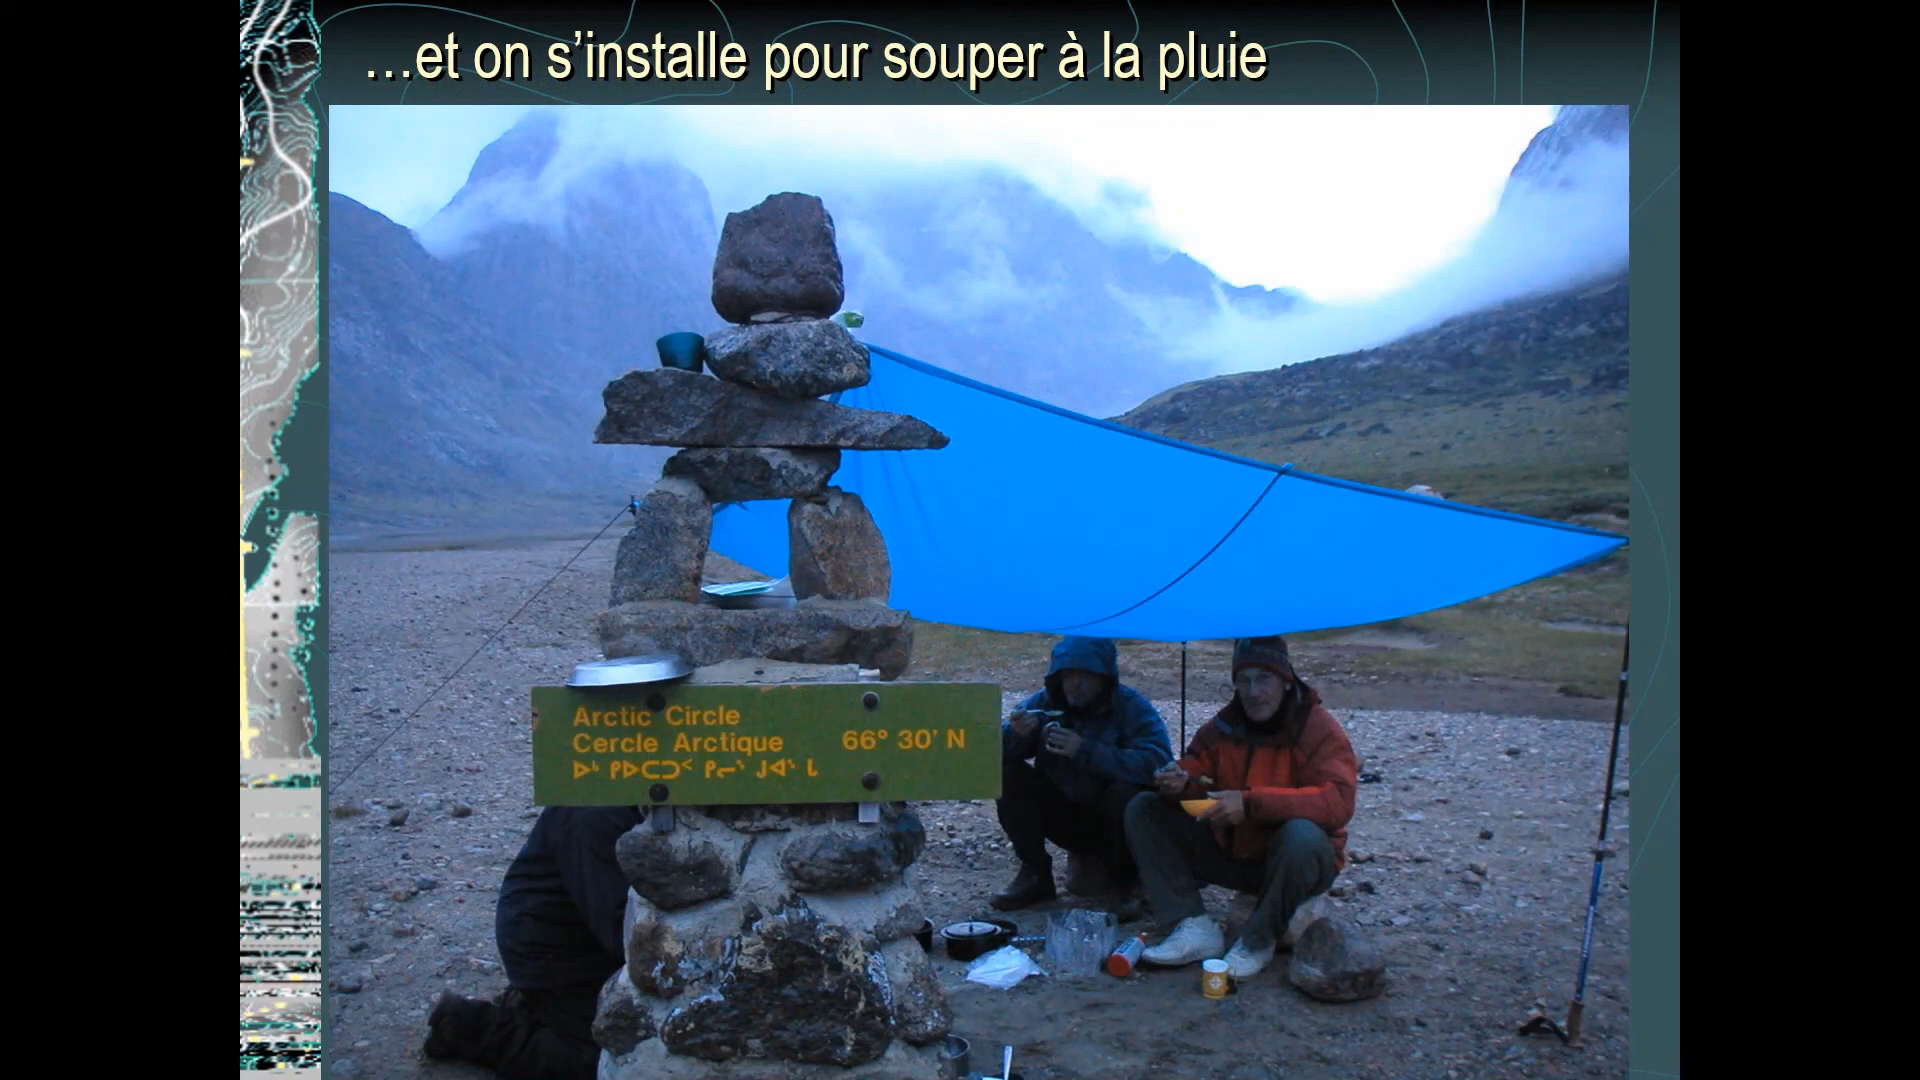 …et on s’installe pour souper à la pluie
Arctic Circle
Cercle Arctique
66° 30' N